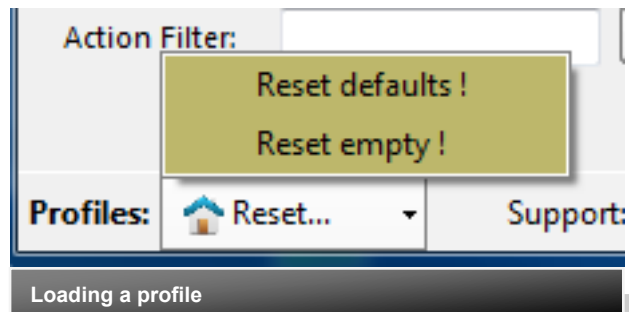 Action Filter:
Reset defaults !
Reset empty !
Profiles: Reset... Support:
Loading a profile